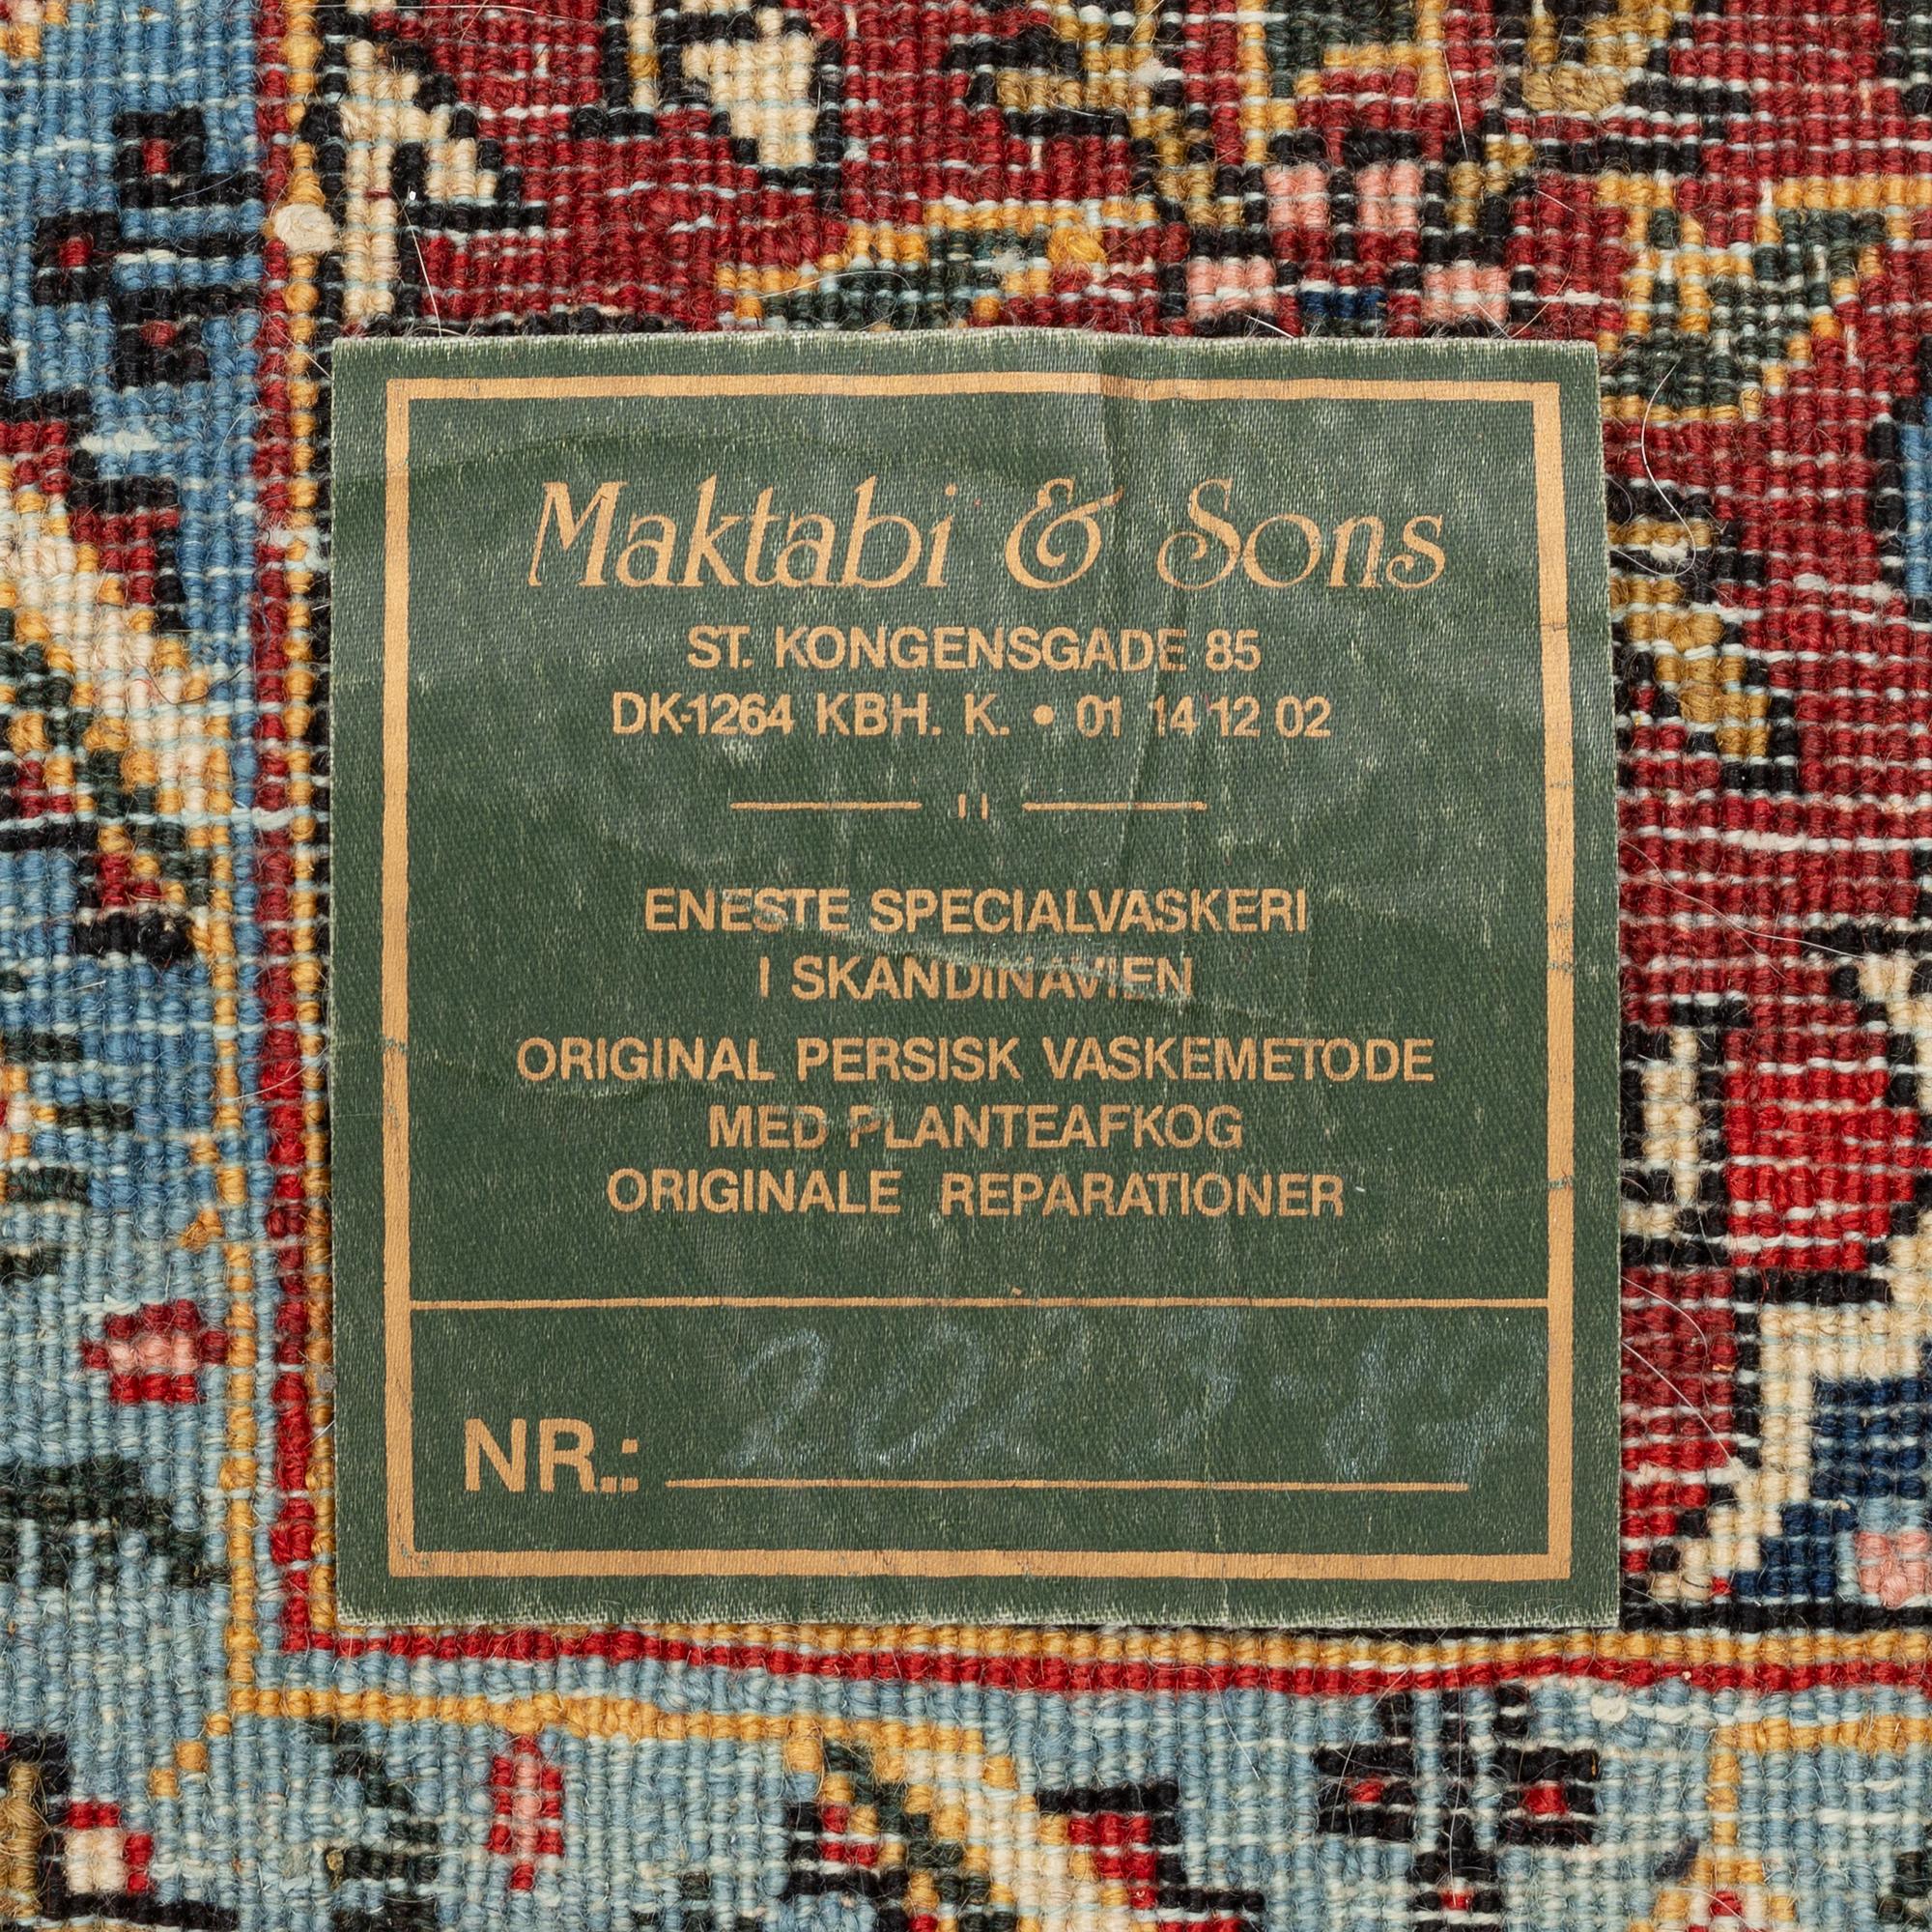 Maktabi & Sons
ST. KONGENSGADE 85
DK-1264 KBH. K. • 01 14 12 02
ENESTE SPECIALVASKERI
I SKANDINAVIEN
ORIGINAL PERSISK VASKEMETODE
MED PLANTEAFKOG
ORIGINALE REPARATIONER
NR.: